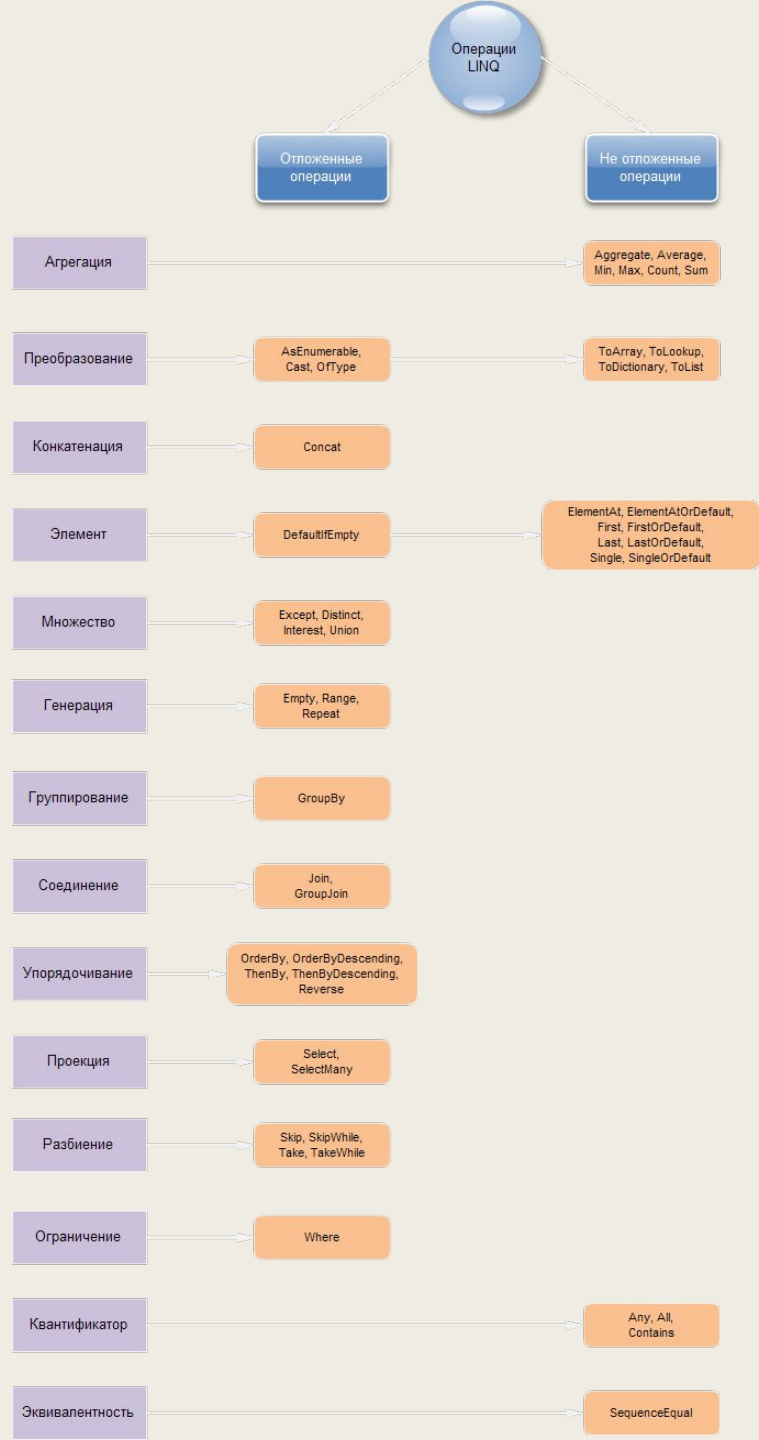 Операции
LINQ
Отложенные
операции
Не отложенные
операции
Агрегация
Aggregate, Average,
Min, Max, Count, Sum
Преобразование
AsEnumerable,
Cast, OfType
ToArray, ToLookup,
ToDictionary, ToList
Конкатенация
Concat
Элемент
DefaultIfEmpty
ElementAt, ElementAtOrDefault,
First, FirstOrDefault,
Last, LastOrDefault,
Single, SingleOrDefault
Множество
Except, Distinct,
Interest, Union
Генерация
Empty, Range,
Repeat
Группирование
GroupBy
Соединение
Join,
GroupJoin
Упорядочивание
OrderBy, OrderByDescending,
ThenBy, ThenByDescending,
Reverse
Проекция
Select,
SelectMany
Разбиение
Skip, SkipWhile,
Take, TakeWhile
Ограничение
Where
Квантификатор
Any, All,
Contains
Эквивалентность
SequenceEqual